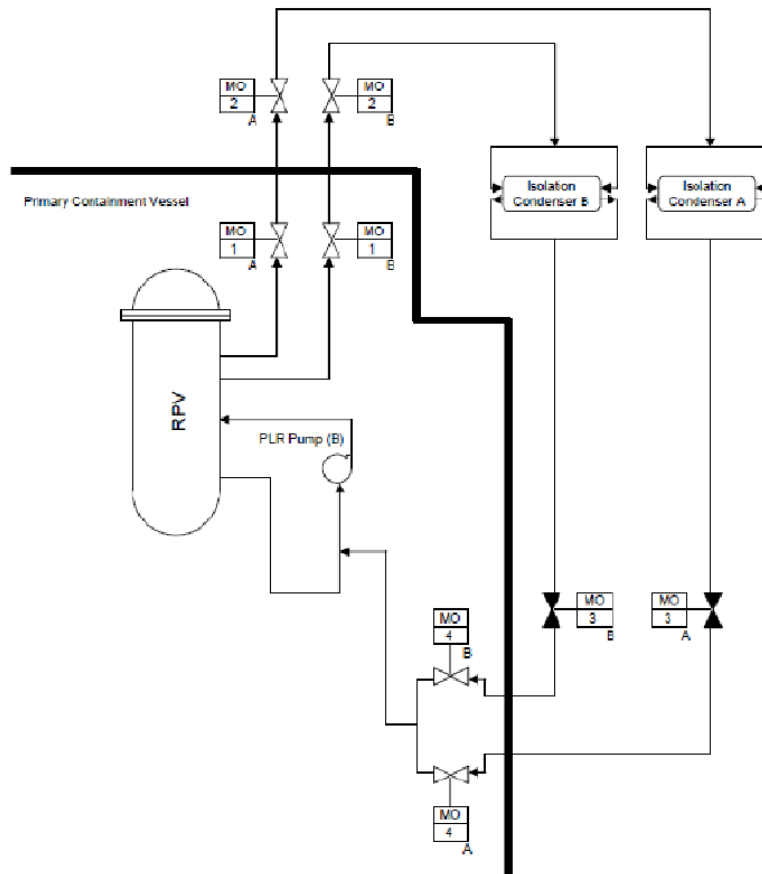 MO
2
A
MO
2
B
Primary Containment Vessel
Isolation
Condenser B
Isolation
Condenser A
MO
1
A
MO
1
B
RPV
PLR Pump (B)
MO
4
B
MO
3
B
MO
3
A
MO
4
A